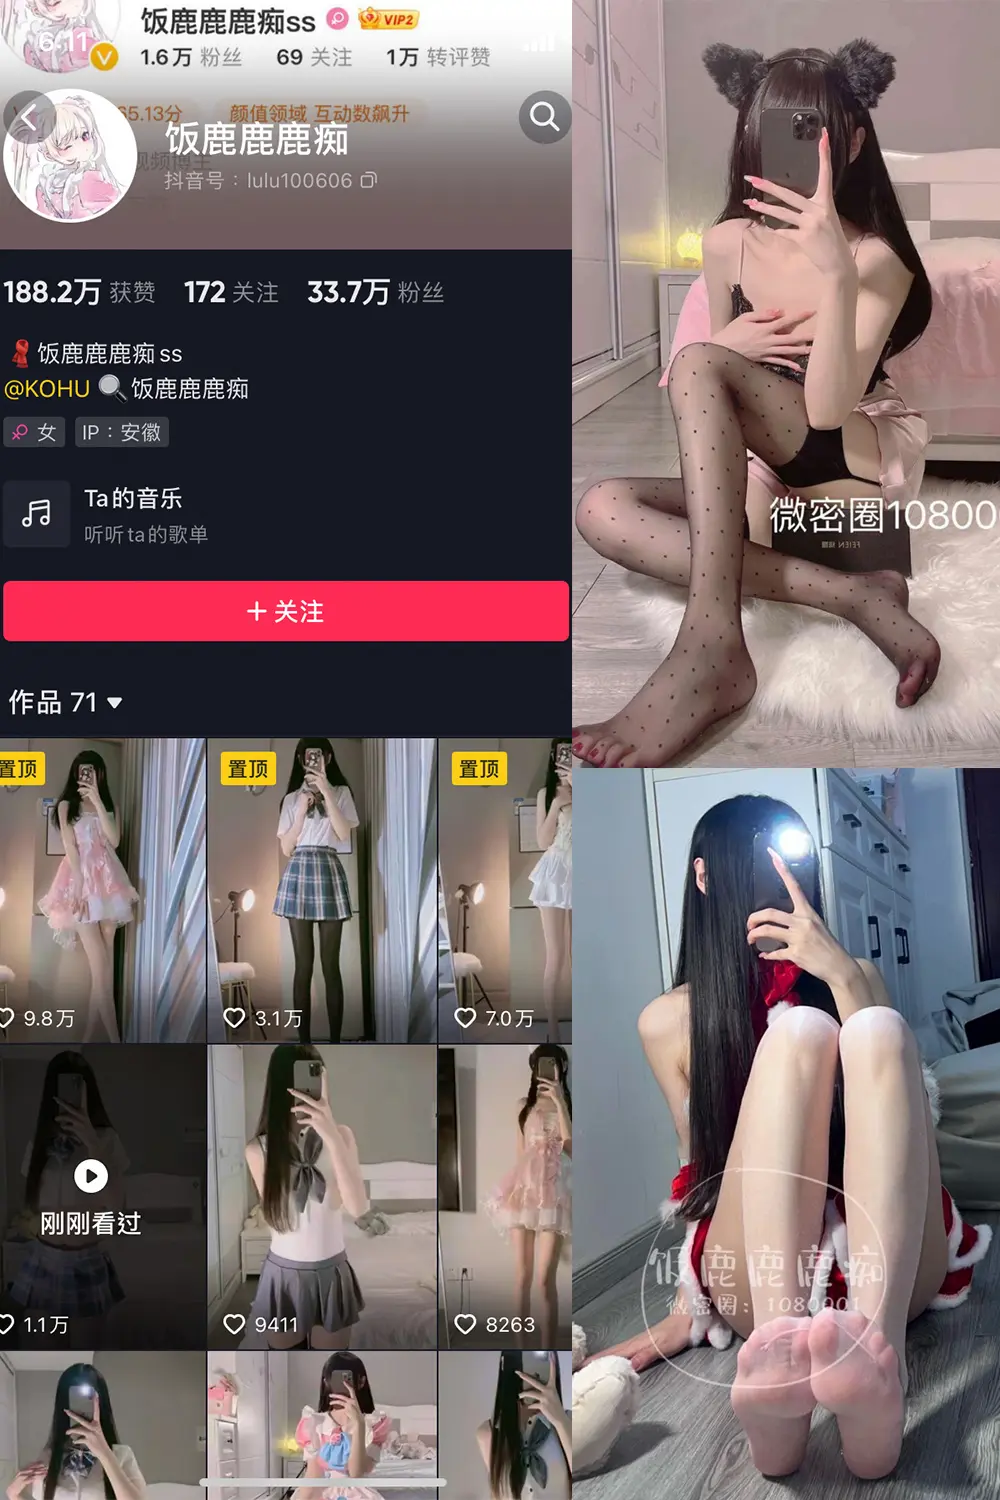 饭鹿鹿鹿痴ss VIP2
6:11
1.6万 粉丝 69 关注 1万 转评赞
65.13分 颜值领域 互动数飙升
饭鹿鹿鹿痴
视频博主
抖音号：lulu100606
188.2万 获赞 172 关注 33.7万 粉丝
饭鹿鹿鹿痴ss
@KOHU 饭鹿鹿鹿痴
女 IP：安徽
Ta的音乐
听听ta的歌单
+ 关注
作品 71
置顶 置顶 置顶
9.8万 3.1万 7.0万
刚刚看过
1.1万 9411 8263
微密圈10800
FEIEN
饭鹿鹿鹿痴
微密圈：1080001